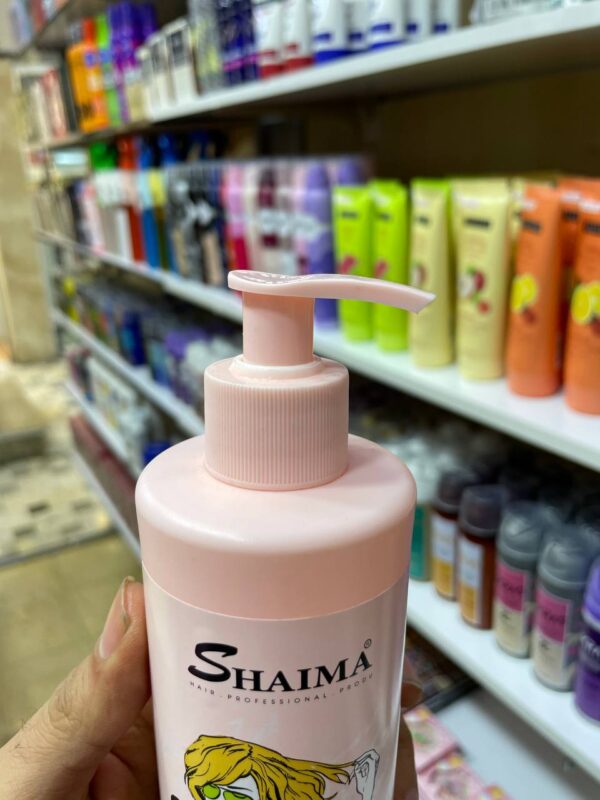 SHAIMA®
HAIR . PROFESSIONAL . PRODU